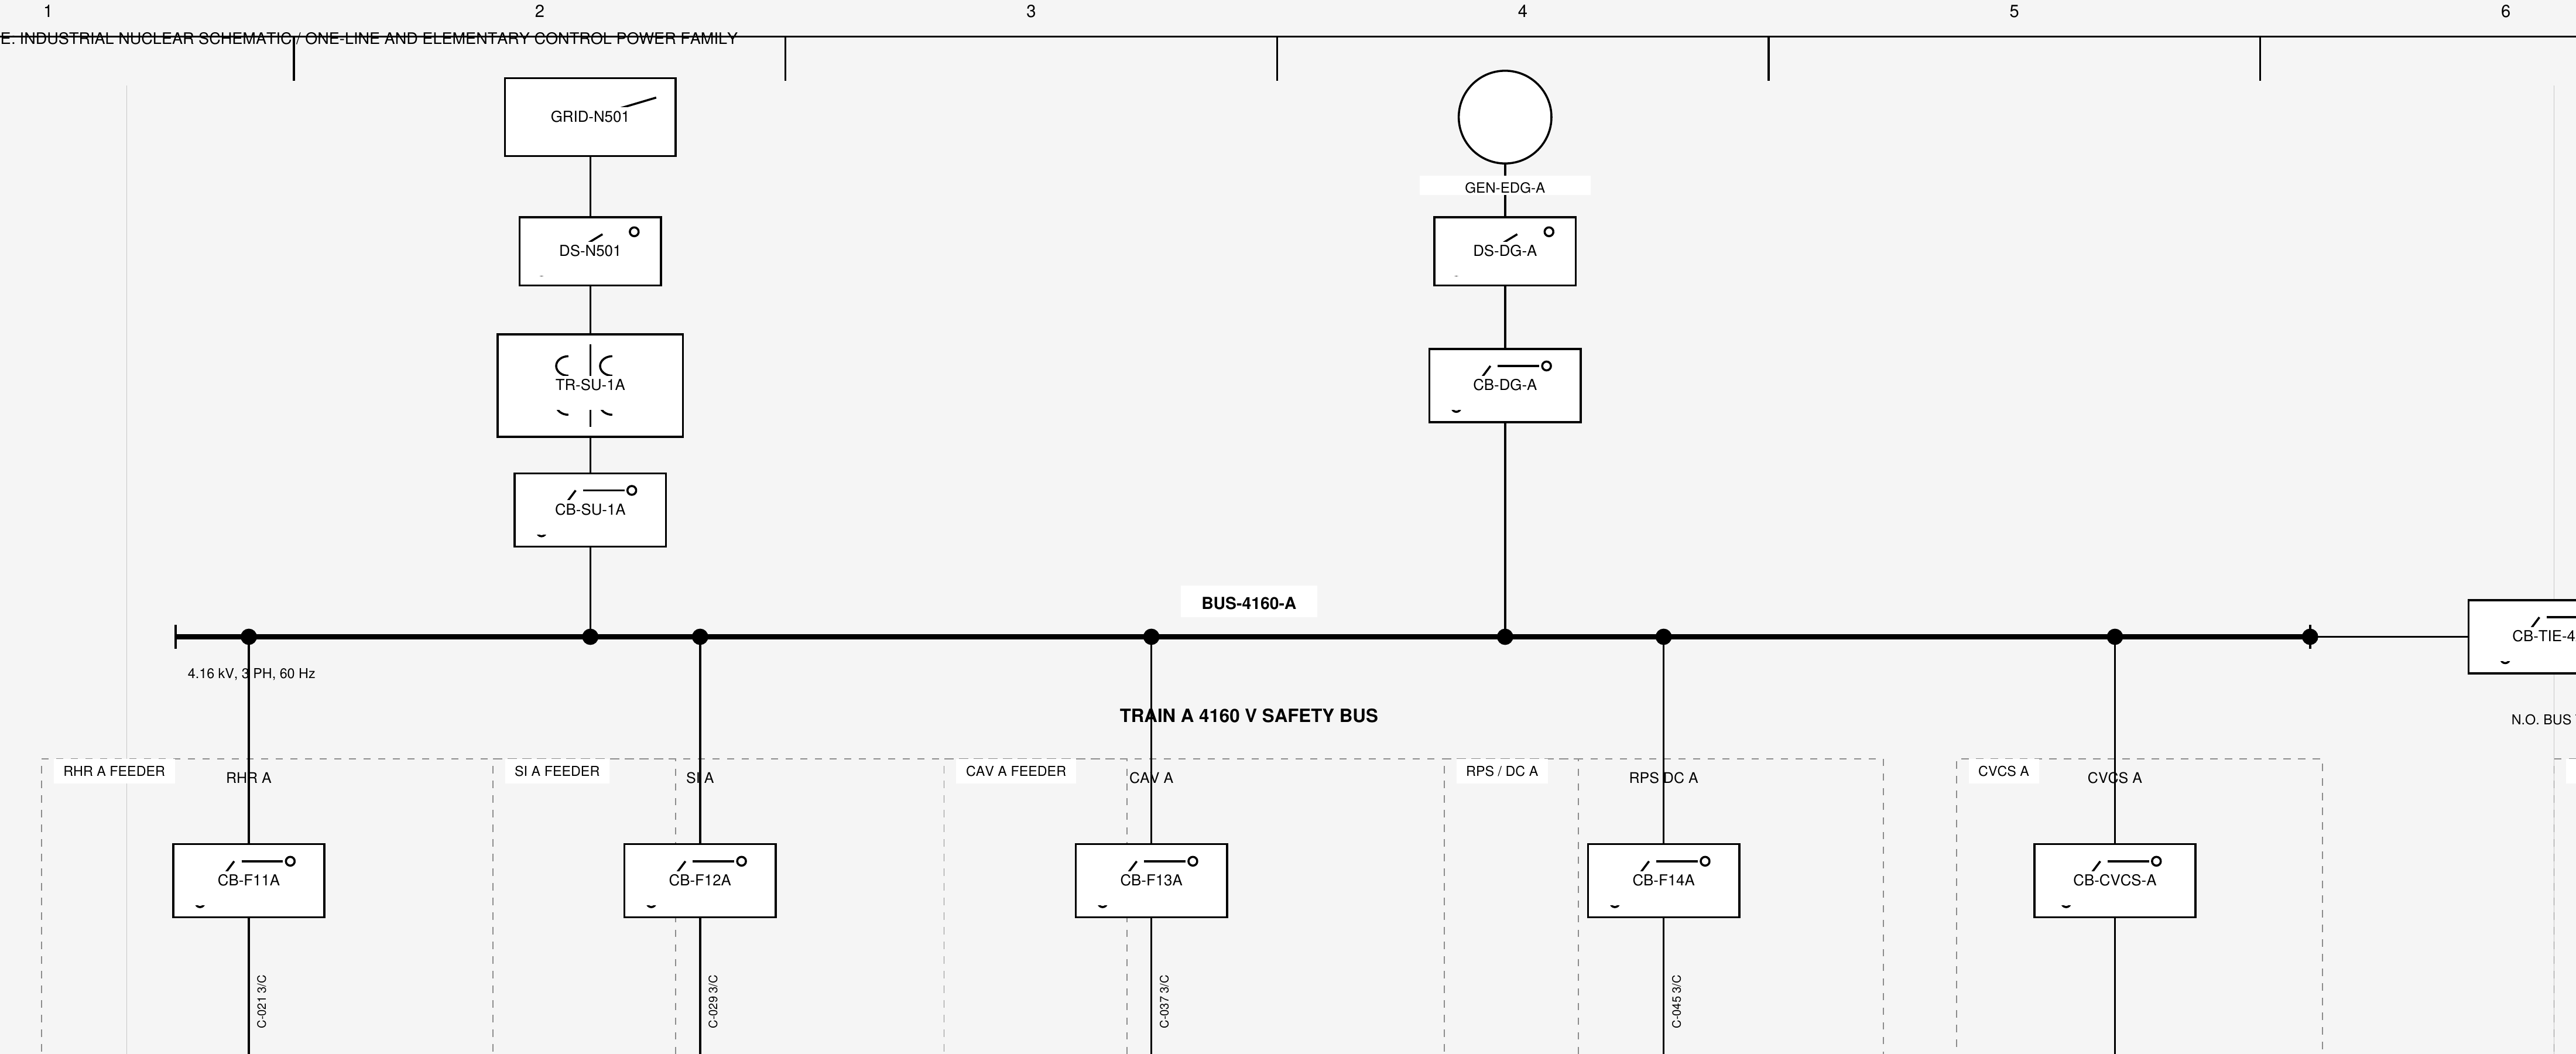 1 2 3 4 5 6
E. INDUSTRIAL NUCLEAR SCHEMATIC / ONE-LINE AND ELEMENTARY CONTROL POWER FAMILY
GRID-N501
GEN-EDG-A
DS-N501
DS-DG-A
TR-SU-1A
CB-DG-A
CB-SU-1A
BUS-4160-A
CB-TIE-4
4.16 kV, 3 PH, 60 Hz
TRAIN A 4160 V SAFETY BUS
N.O. BUS
RHR A FEEDER
RHR A
SI A FEEDER
SI A
CAV A FEEDER
CAV A
RPS / DC A
RPS DC A
CVCS A
CVCS A
CB-F11A
CB-F12A
CB-F13A
CB-F14A
CB-CVCS-A
C-021 3/C
C-029 3/C
C-037 3/C
C-045 3/C